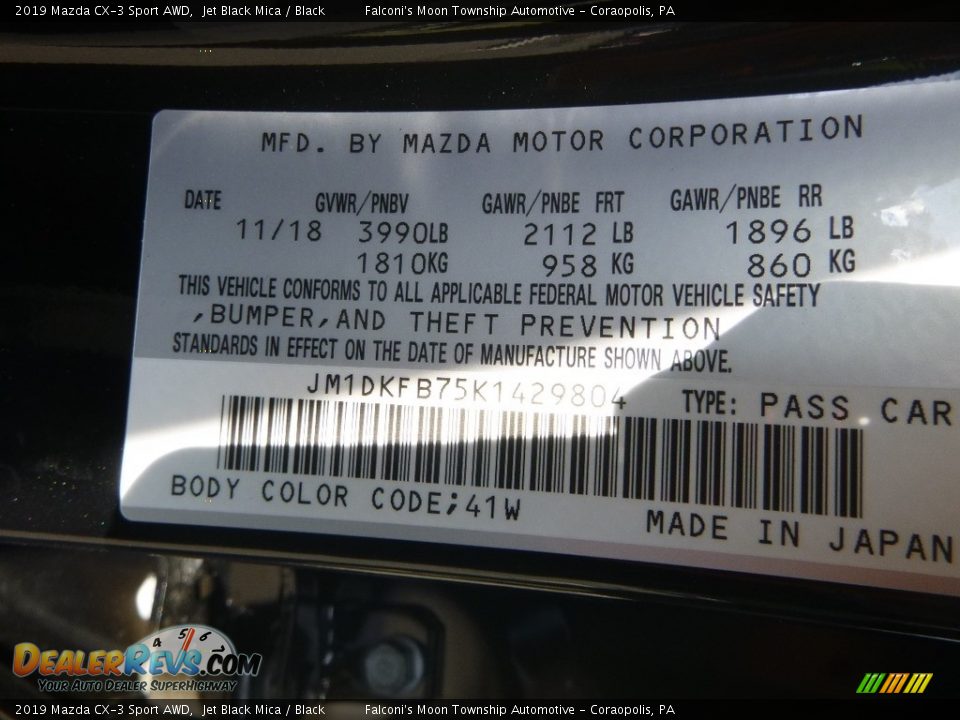 2019 Mazda CX-3 Sport AWD, Jet Black Mica / Black Falconi's Moon Township Automotive - Coraopolis, PA
MFD. BY MAZDA MOTOR CORPORATION
DATE GVWR/PNBV GAWR/PNBE FRT GAWR/PNBE RR
11/18 3990LB 2112 LB 1896 LB
1810KG 958 KG 860 KG
THIS VEHICLE CONFORMS TO ALL APPLICABLE FEDERAL MOTOR VEHICLE SAFETY
,BUMPER,AND THEFT PREVENTION
STANDARDS IN EFFECT ON THE DATE OF MANUFACTURE SHOWN ABOVE.
JM1DKFB75K1429804 TYPE: PASS CAR
BODY COLOR CODE;41W
MADE IN JAPAN
4 5 6
DEALERREVS.COM
YOUR AUTO DEALER SUPERHIGHWAY
2019 Mazda CX-3 Sport AWD, Jet Black Mica / Black Falconi's Moon Township Automotive - Coraopolis, PA